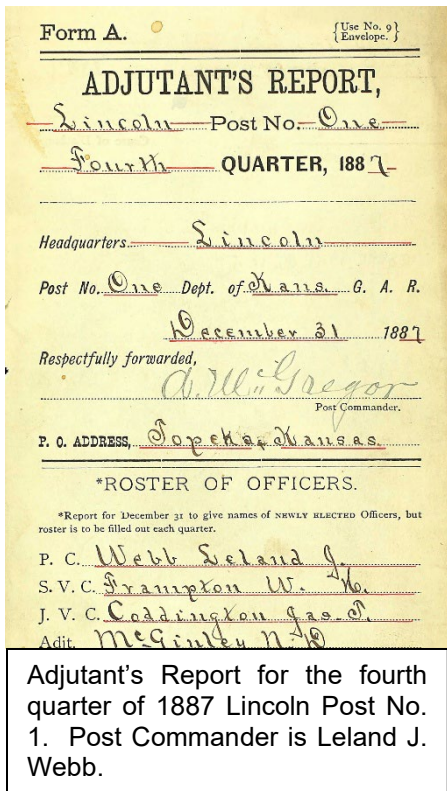 Form A.
{Use No. 9}
{Envelope.}
ADJUTANT'S REPORT,
Lincoln Post No. One
Fourth QUARTER, 1887
Headquarters Lincoln
Post No. One Dept. of Kans. G. A. R.
December 31 1887
Respectfully forwarded,
A. McGregor
Post Commander.
P. O. ADDRESS, Topeka, Kansas.
*ROSTER OF OFFICERS.
*Report for December 31 to give names of NEWLY ELECTED Officers, but
roster is to be filled out each quarter.
P. C. Webb Leland J.
S. V. C. Frampton W. H.
J. V. C. Coddington Jas. T.
Adjt. McGinley N. D
Adjutant's Report for the fourth
quarter of 1887 Lincoln Post No.
1. Post Commander is Leland J.
Webb.